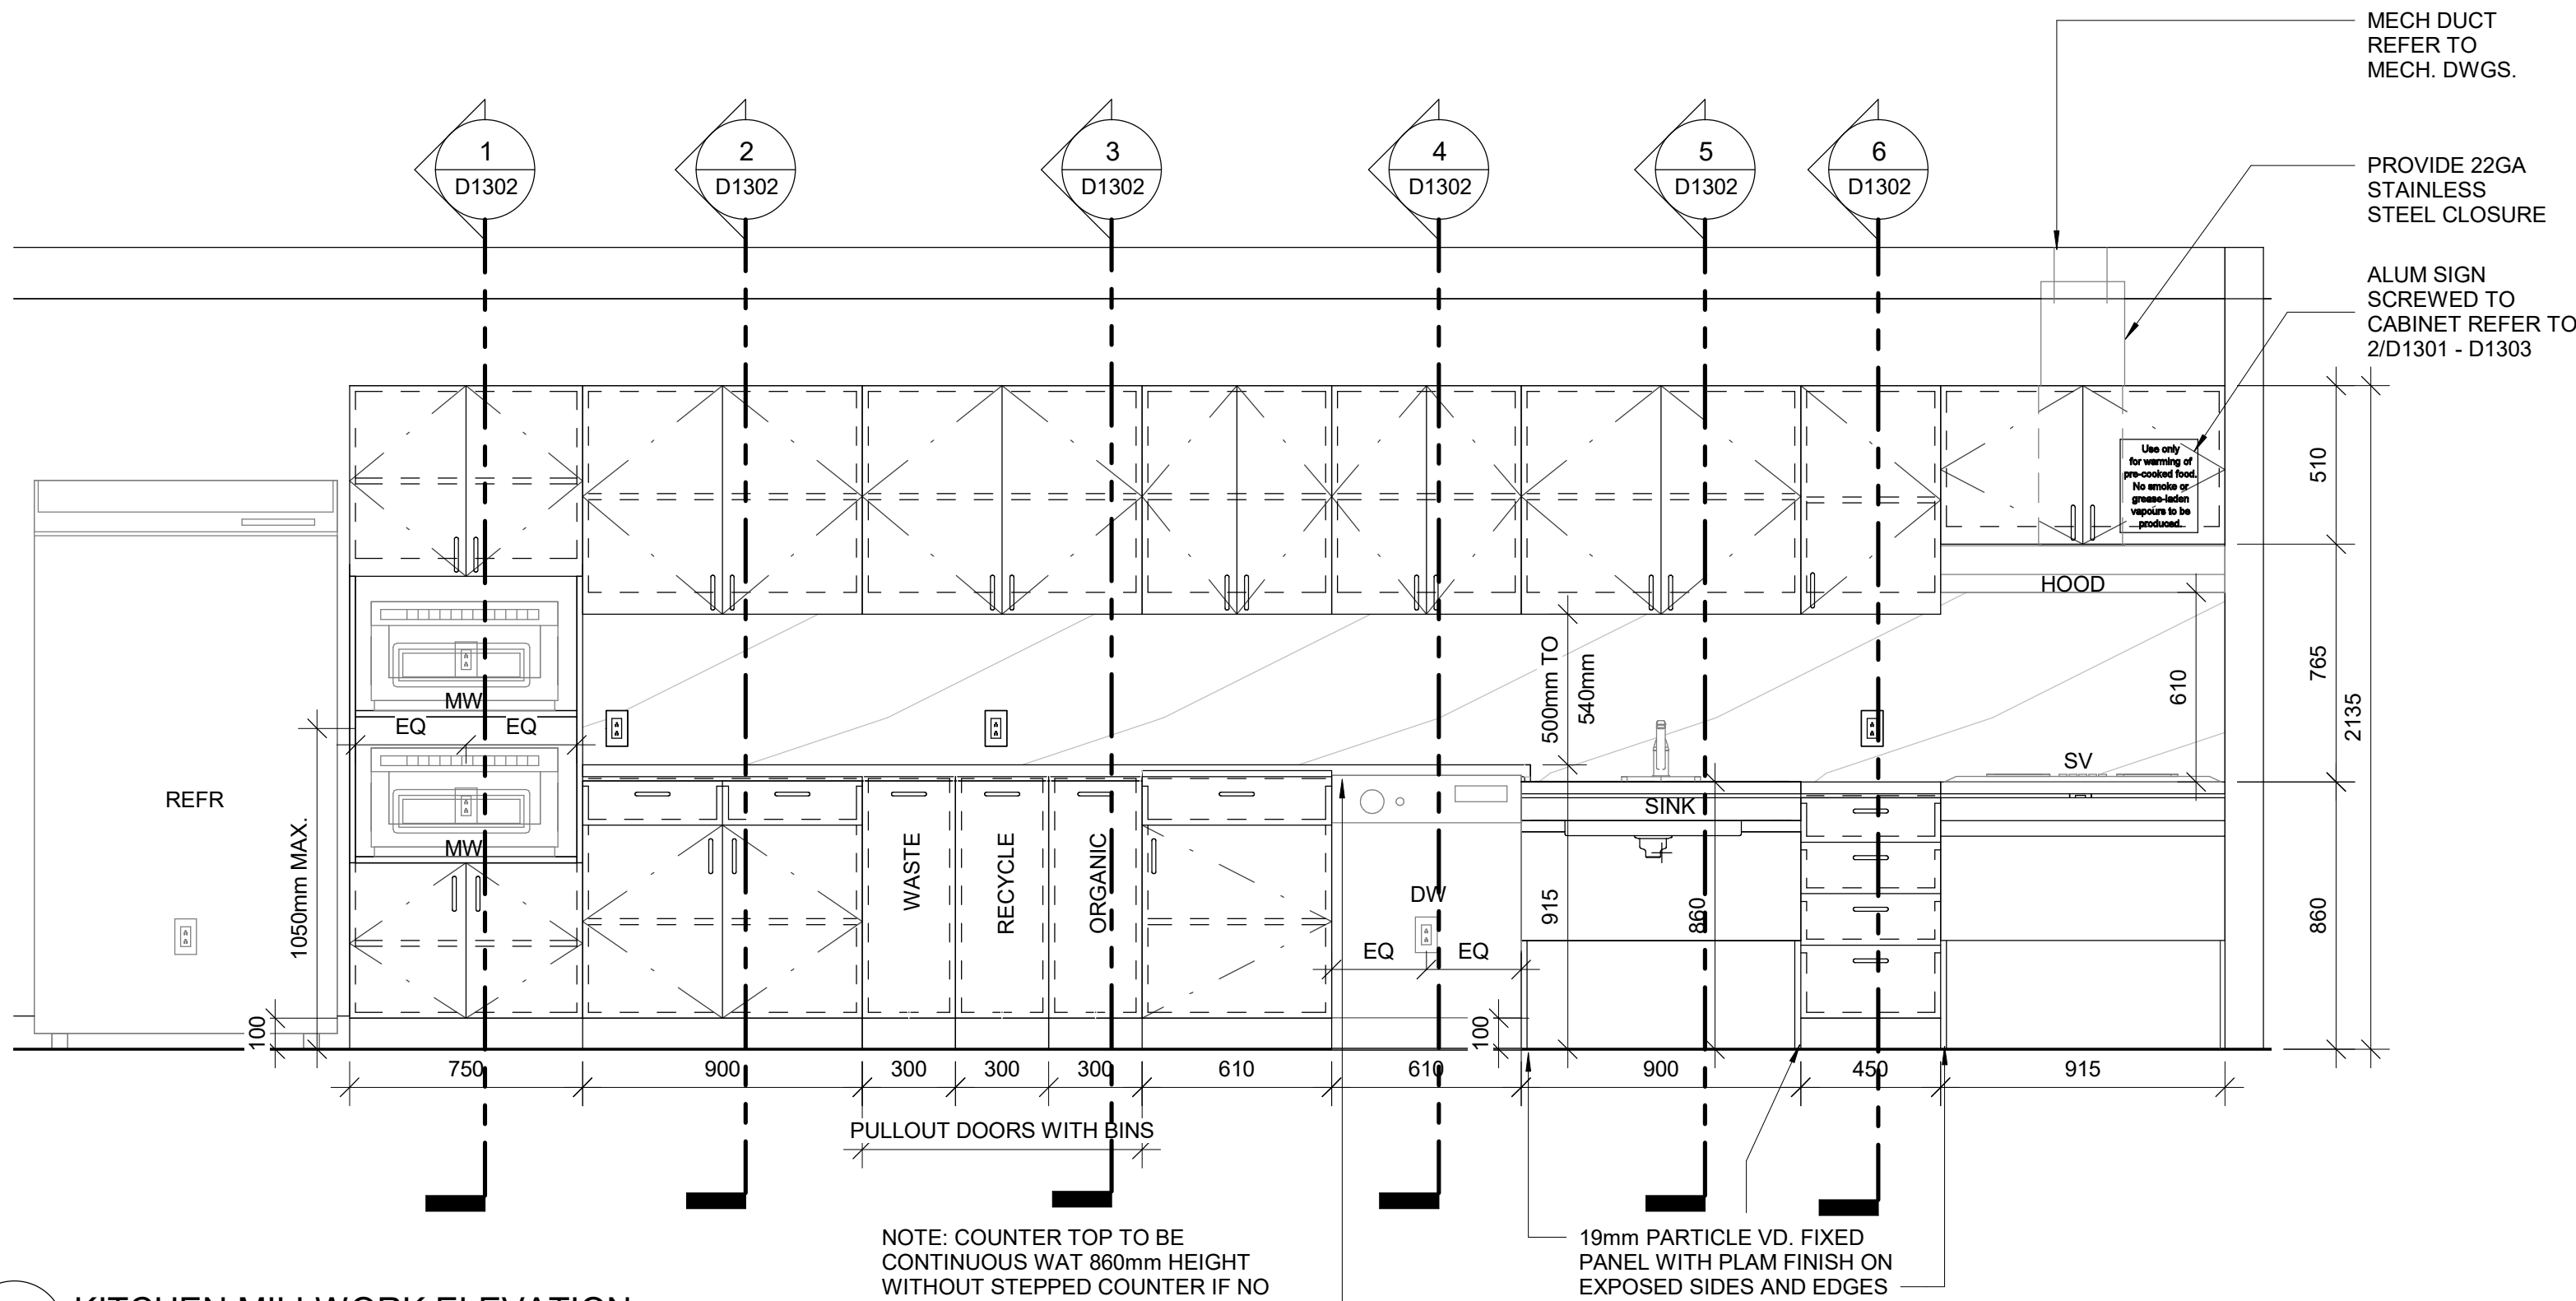 MECH DUCT
REFER TO
MECH. DWGS.
1
D1302
2
D1302
3
D1302
4
D1302
5
D1302
6
D1302
PROVIDE 22GA
STAINLESS
STEEL CLOSURE
ALUM SIGN
SCREWED TO
CABINET REFER TO
2/D1301 - D1303
Use only
for warming of
pre-cooked food.
No smoke or
grease-laden
vapours to be
produced.
510
HOOD
MW
EQ
EQ
500mm TO
540mm
610
765
2135
SV
REFR
MW
1050mm MAX.
SINK
WASTE
RECYCLE
ORGANIC
DW
EQ
EQ
915
860
860
100
100
750
900
300
300
300
610
610
900
450
915
PULLOUT DOORS WITH BINS
NOTE: COUNTER TOP TO BE
CONTINUOUS WAT 860mm HEIGHT
WITHOUT STEPPED COUNTER IF NO
19mm PARTICLE VD. FIXED
PANEL WITH PLAM FINISH ON
EXPOSED SIDES AND EDGES
KITCHEN MILLWORK ELEVATION